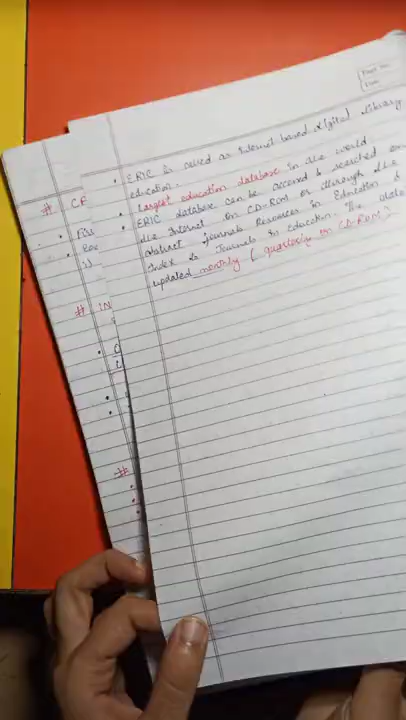 • ERIC is called as Internet based digital library
education.
• Largest education database in the world
• ERIC database can be accessed & searched on
the Internet on CD-ROM or through the
abstract journals Resources in Education &
Index to Journals in Education. The
updated monthly (quarterly on CD-ROM)
# CR
# IN
#